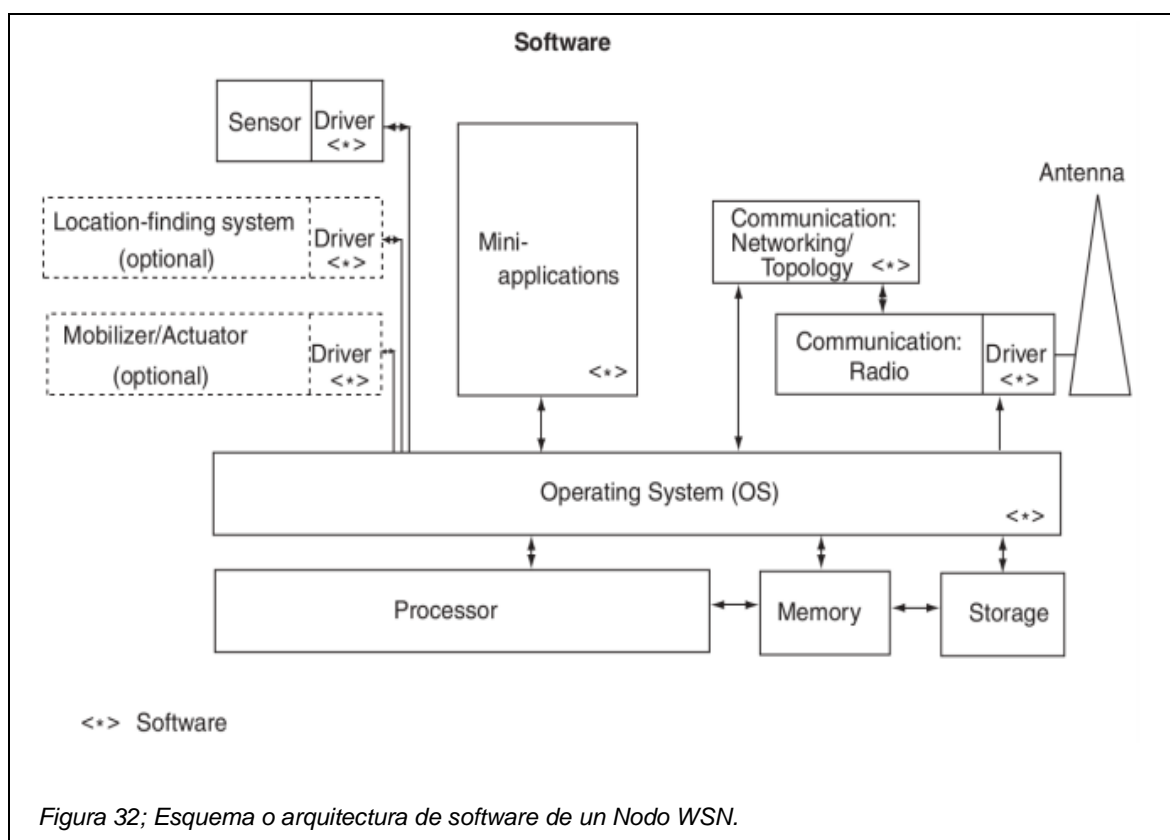 Software
Sensor
Driver
<*>
Location-finding system
(optional)
Driver
<*>
Mobilizer/Actuator
(optional)
Driver
<*>
Mini-
applications
<*>
Communication:
Networking/
Topology <*>
Communication:
Radio
Driver
<*>
Antenna
Operating System (OS)
<*>
Processor
Memory
Storage
<*> Software
Figura 32; Esquema o arquitectura de software de un Nodo WSN.